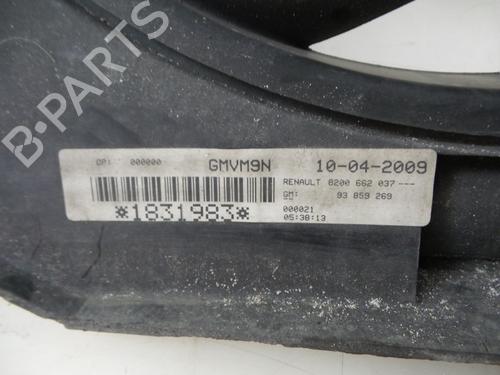 OP: 000000 GMVM9N 10-04-2009
RENAULT 8200 662 037 ---
GM: 93 859 269
*1831983* 000021
05:38:13
B-PARTS